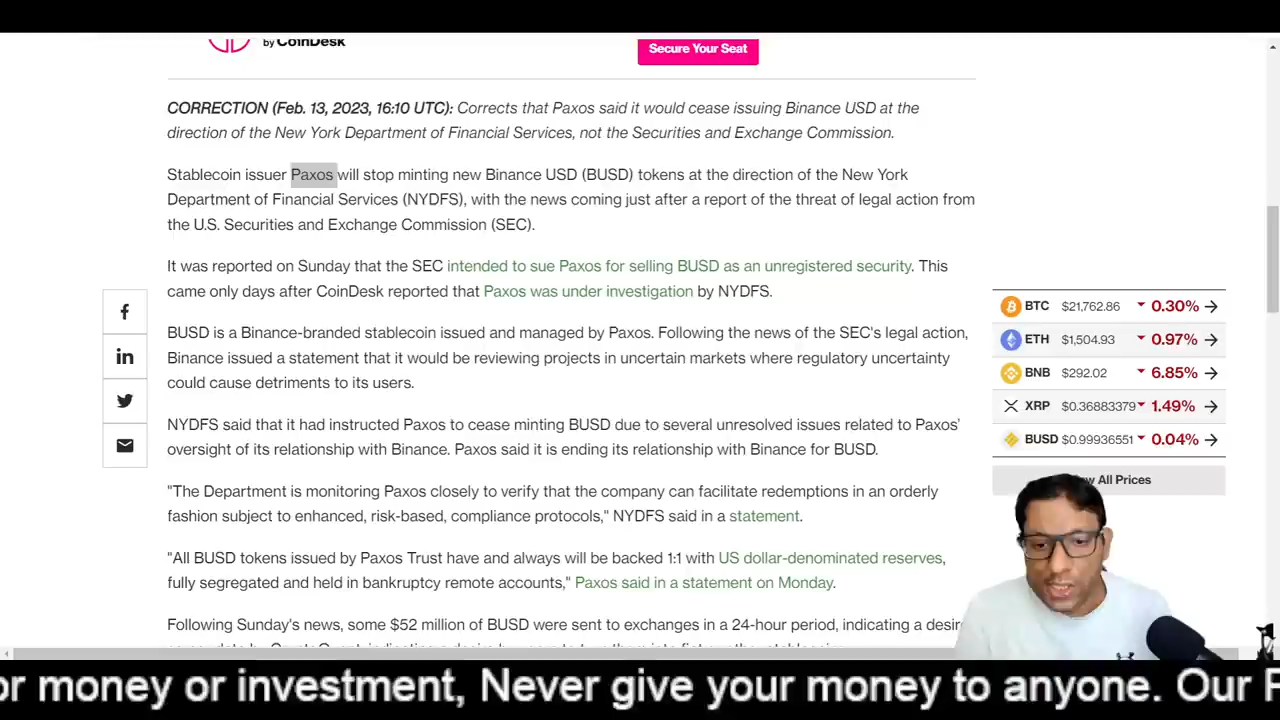 by CoinDesk
Secure Your Seat
CORRECTION (Feb. 13, 2023, 16:10 UTC): Corrects that Paxos said it would cease issuing Binance USD at the
direction of the New York Department of Financial Services, not the Securities and Exchange Commission.
Stablecoin issuer Paxos will stop minting new Binance USD (BUSD) tokens at the direction of the New York
Department of Financial Services (NYDFS), with the news coming just after a report of the threat of legal action from
the U.S. Securities and Exchange Commission (SEC).
It was reported on Sunday that the SEC intended to sue Paxos for selling BUSD as an unregistered security. This
came only days after CoinDesk reported that Paxos was under investigation by NYDFS.
BUSD is a Binance-branded stablecoin issued and managed by Paxos. Following the news of the SEC's legal action,
Binance issued a statement that it would be reviewing projects in uncertain markets where regulatory uncertainty
could cause detriments to its users.
NYDFS said that it had instructed Paxos to cease minting BUSD due to several unresolved issues related to Paxos'
oversight of its relationship with Binance. Paxos said it is ending its relationship with Binance for BUSD.
"The Department is monitoring Paxos closely to verify that the company can facilitate redemptions in an orderly
fashion subject to enhanced, risk-based, compliance protocols," NYDFS said in a statement.
"All BUSD tokens issued by Paxos Trust have and always will be backed 1:1 with US dollar-denominated reserves,
fully segregated and held in bankruptcy remote accounts," Paxos said in a statement on Monday.
Following Sunday's news, some $52 million of BUSD were sent to exchanges in a 24-hour period, indicating a
BTC $21,762.86 0.30%
ETH $1,504.93 0.97%
BNB $292.02 6.85%
XRP $0.36883379 1.49%
BUSD $0.99936551 0.04%
All Prices
or money or investment, Never give your money to anyone. Our